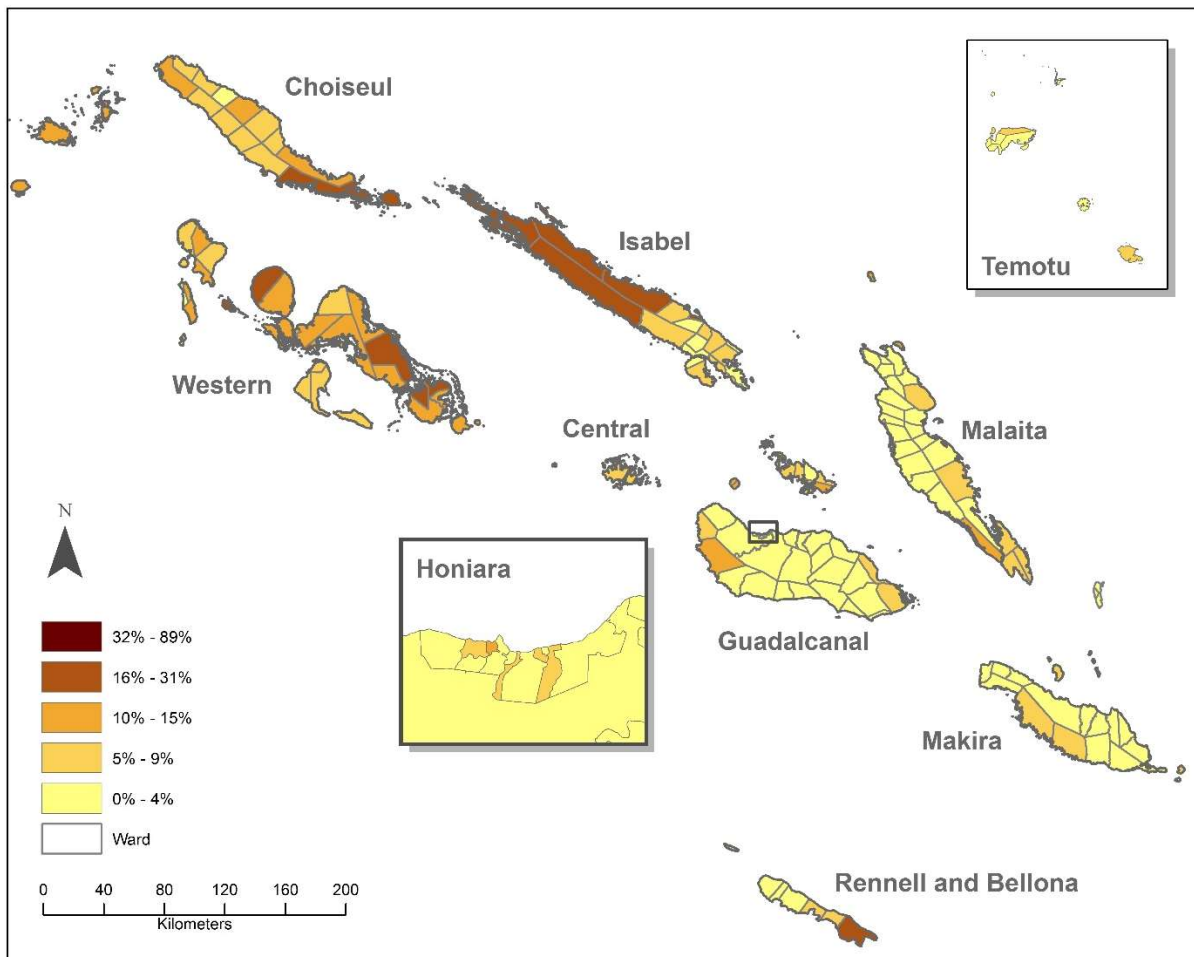 Choiseul
Isabel
Temotu
Western
Central
Malaita
N
Honiara
Guadalcanal
32% - 89%
16% - 31%
10% - 15%
5% - 9%
0% - 4%
Ward
Makira
0 40 80 120 160 200
Kilometers
Rennell and Bellona